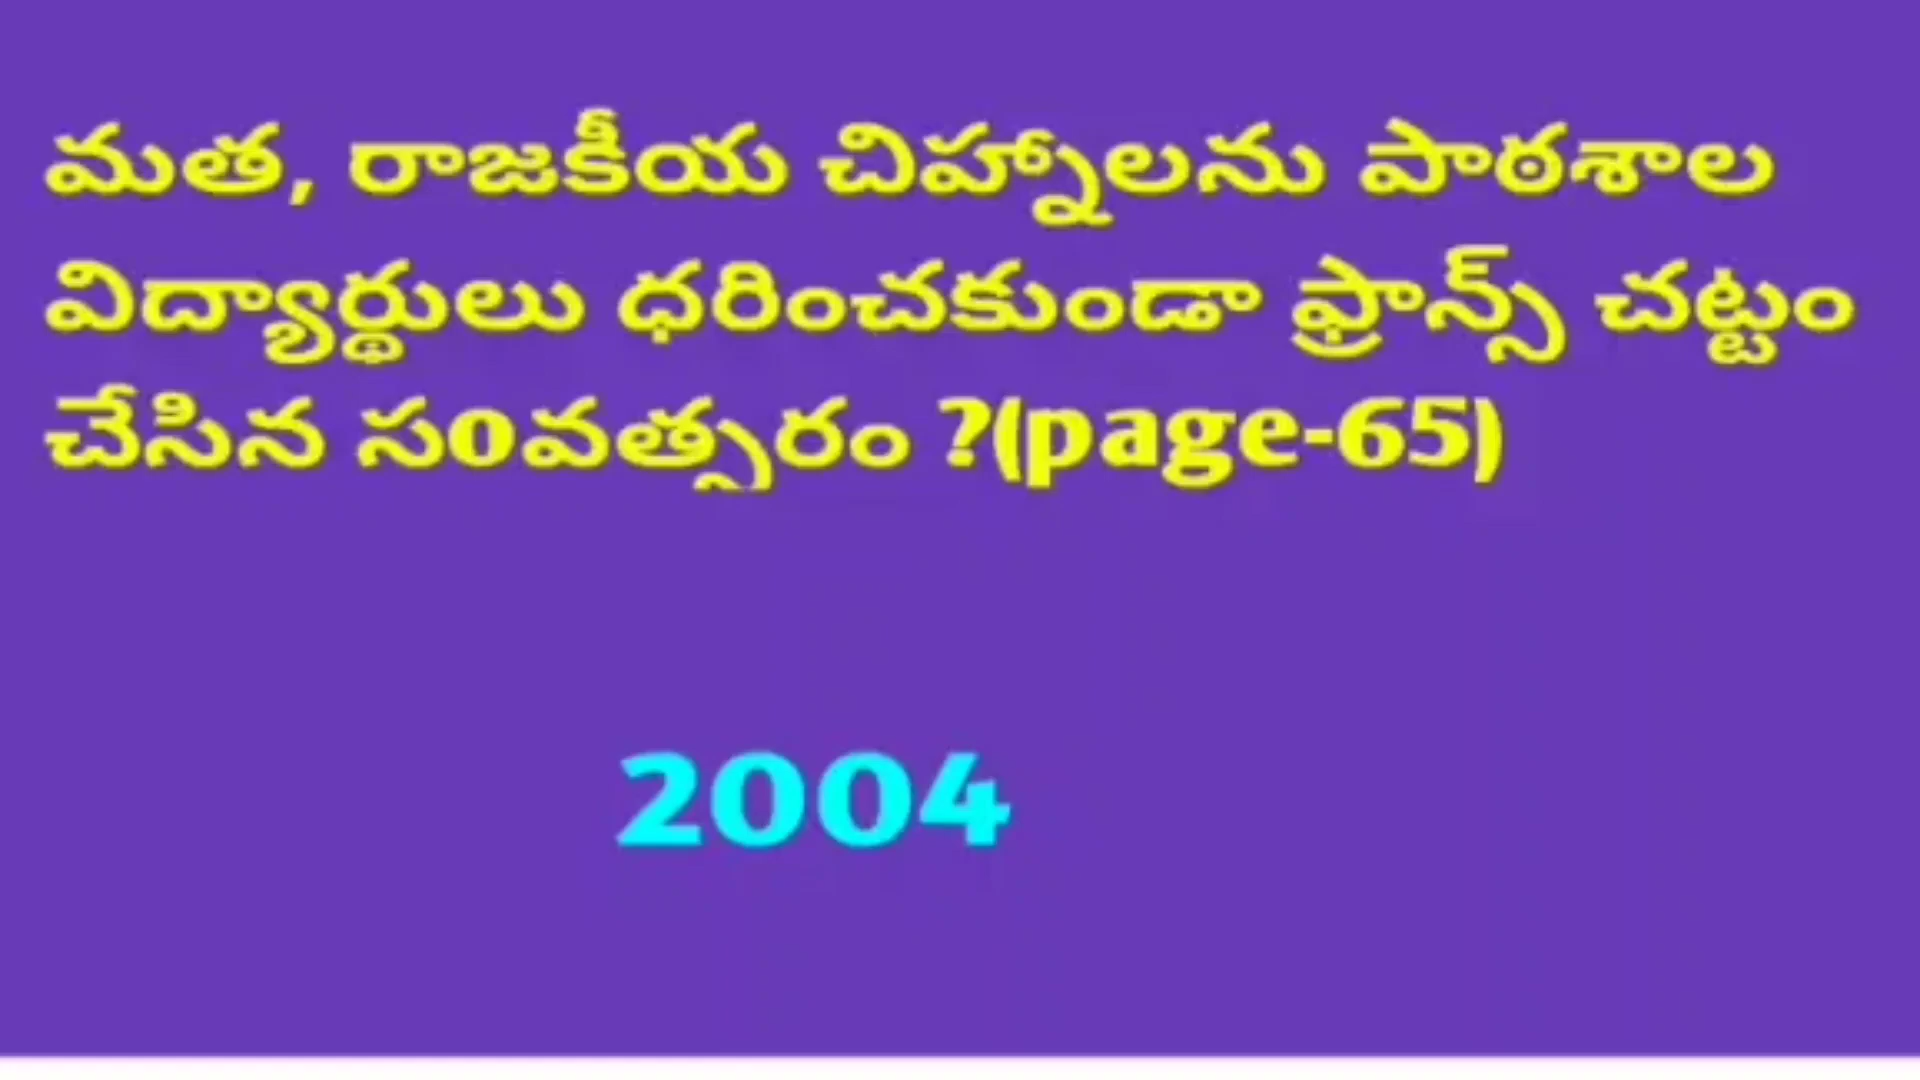 మత, రాజకీయ చిహ్నాలను పాఠశాల
విద్యార్థులు ధరించకుండా ఫ్రాన్స్ చట్టం
చేసిన సంవత్సరం ?(page-65)
2004